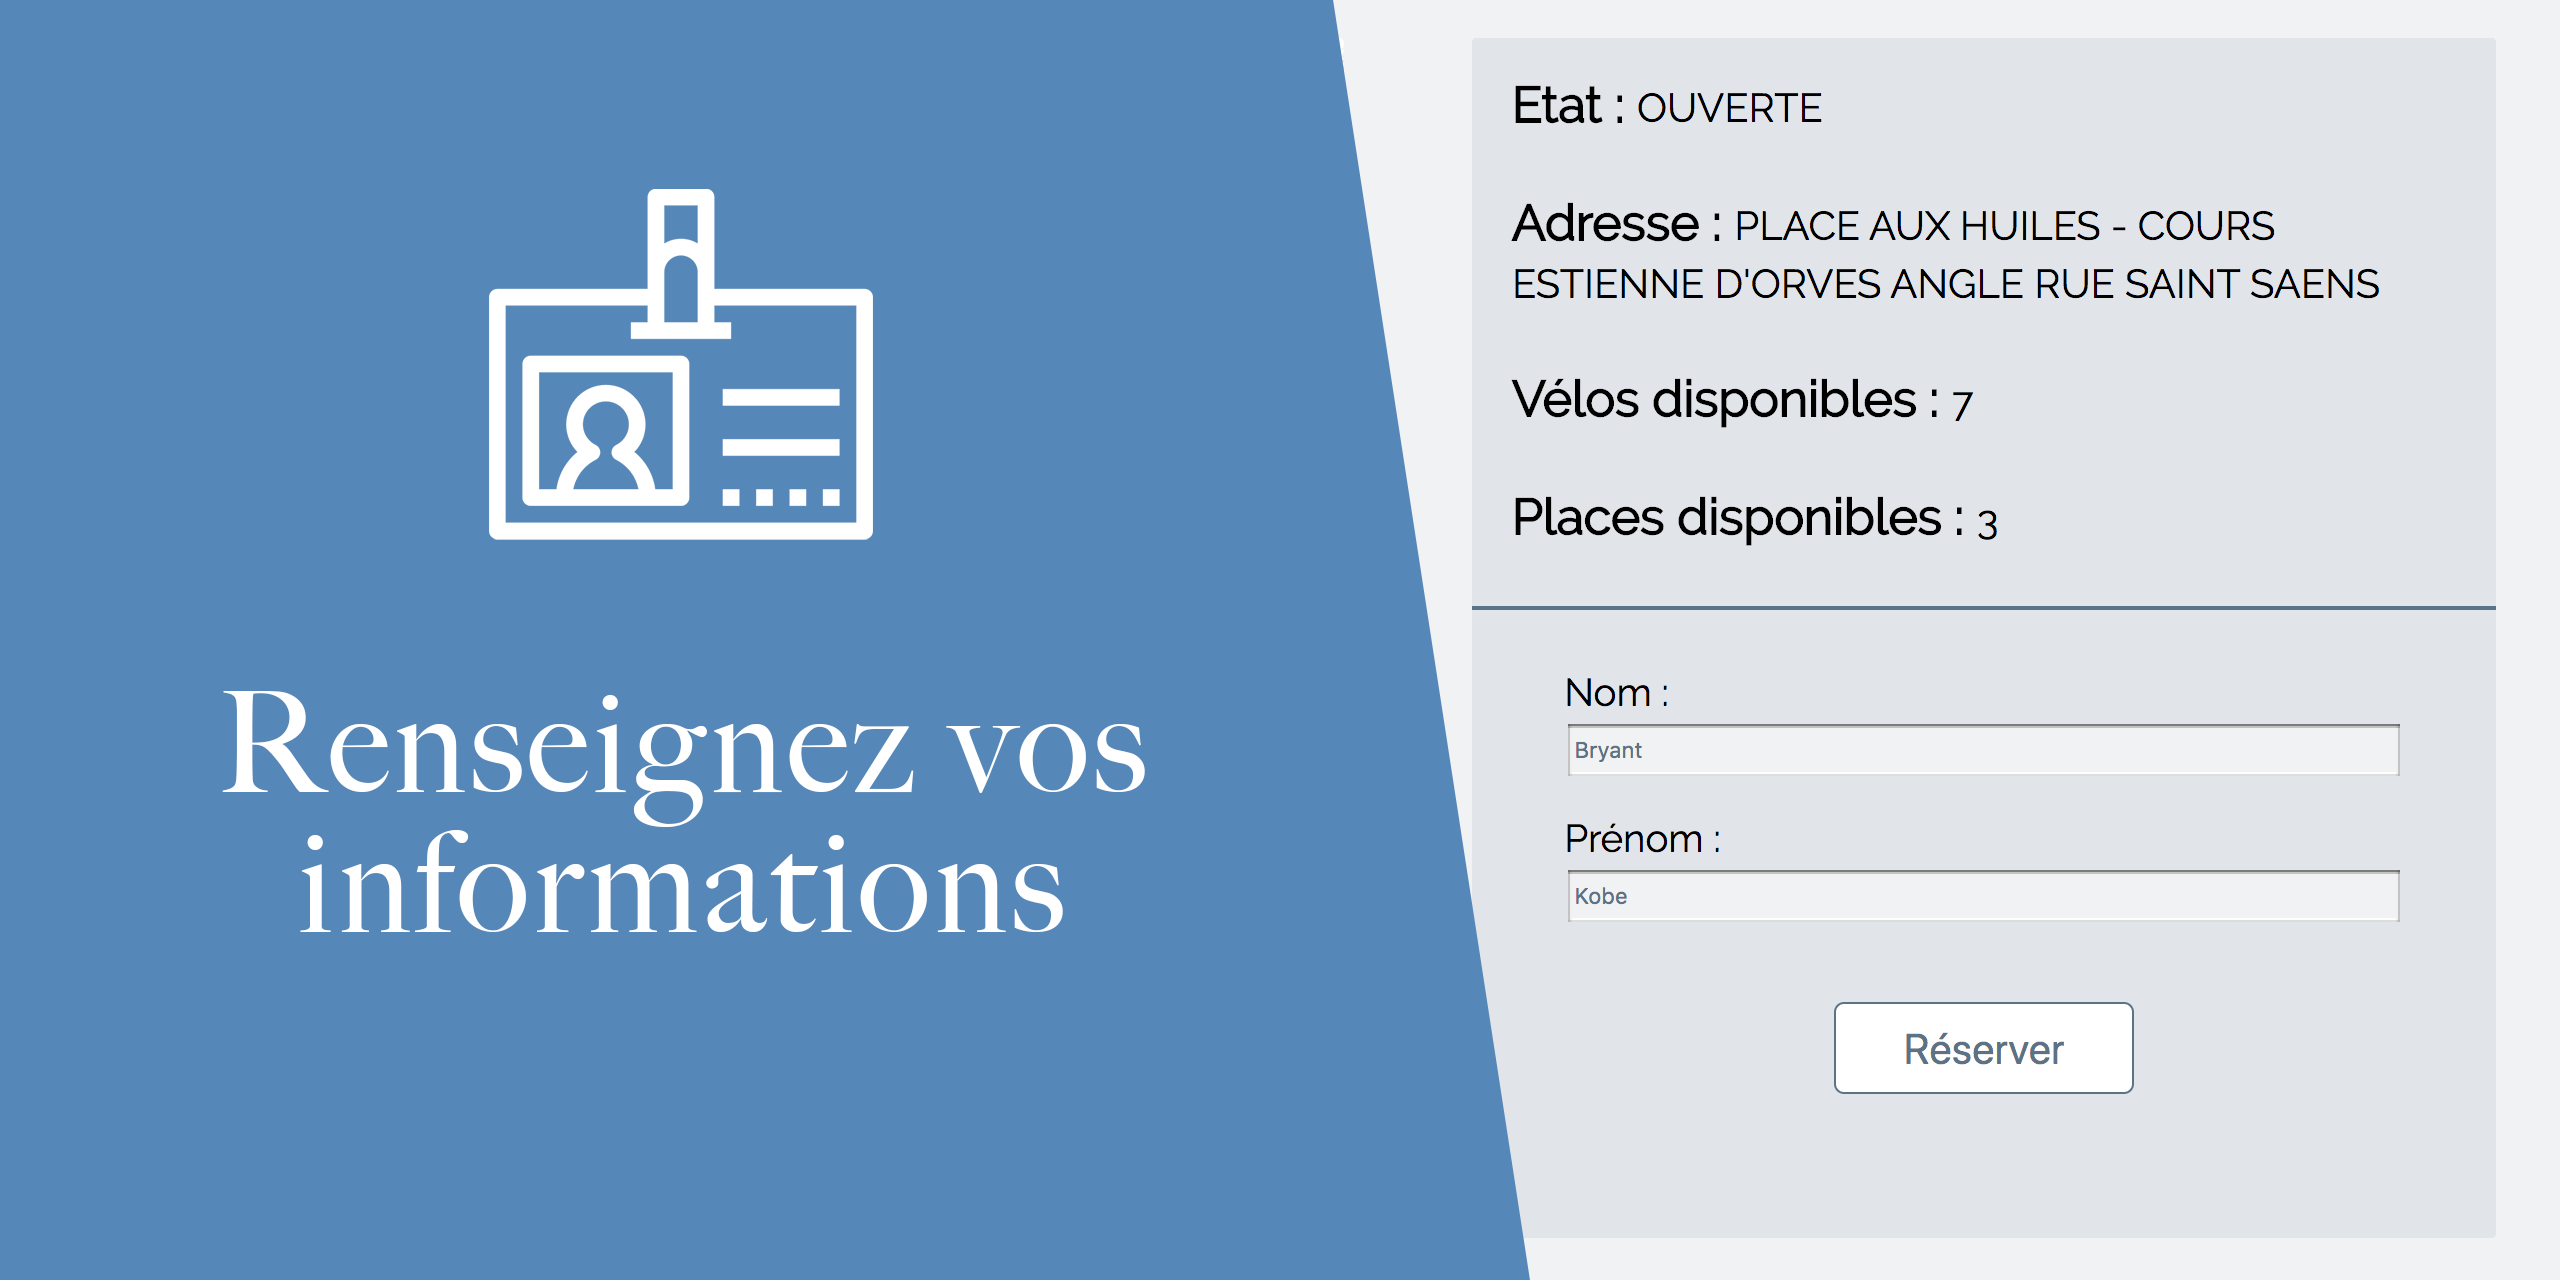 Renseignez vos
informations
Etat : OUVERTE
Adresse : PLACE AUX HUILES - COURS
ESTIENNE D'ORVES ANGLE RUE SAINT SAENS
Vélos disponibles : 7
Places disponibles : 3
Nom :
Bryant
Prénom :
Kobe
Réserver